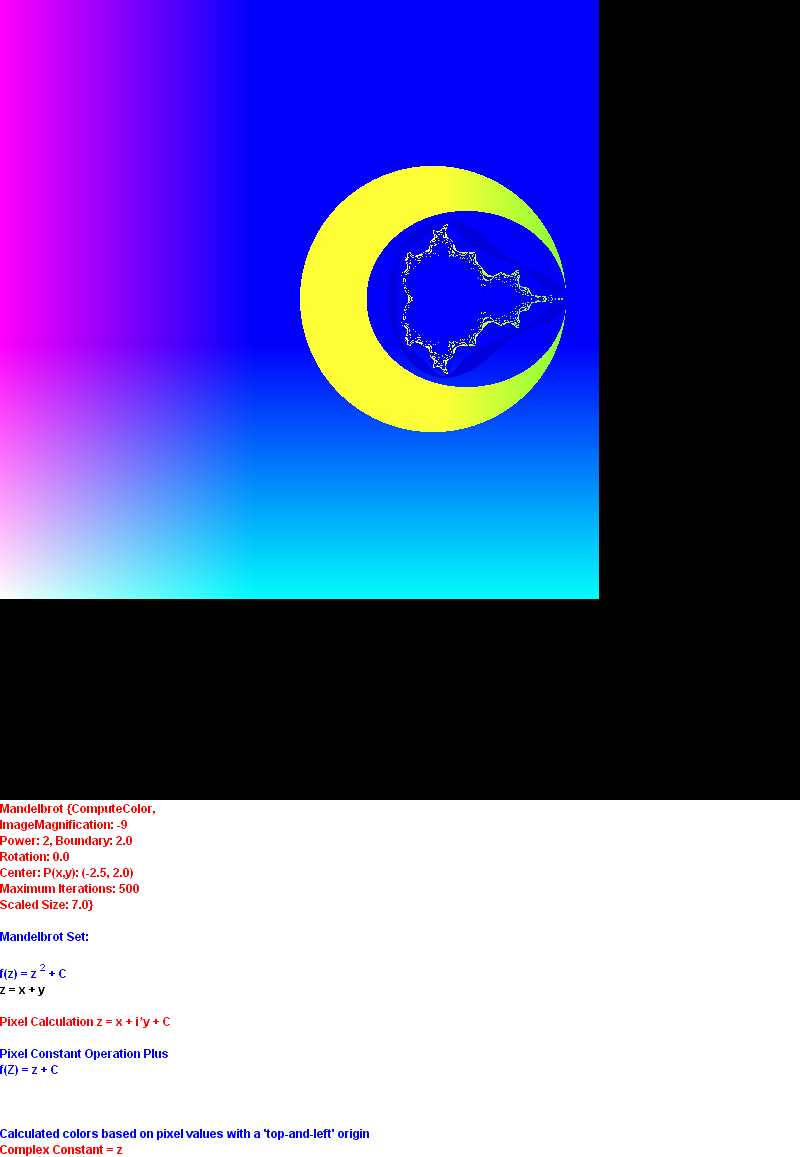 Mandelbrot {ComputeColor,
ImageMagnification: -9
Power: 2, Boundary: 2.0
Rotation: 0.0
Center: P(x,y): (-2.5, 2.0)
Maximum Iterations: 500
Scaled Size: 7.0}
Mandelbrot Set:
f(z) = z 2 + C
z = x + y
Pixel Calculation z = x + i*y + C
Pixel Constant Operation Plus
f(Z) = z + C
Calculated colors based on pixel values with a 'top-and-left' origin
Complex Constant = z